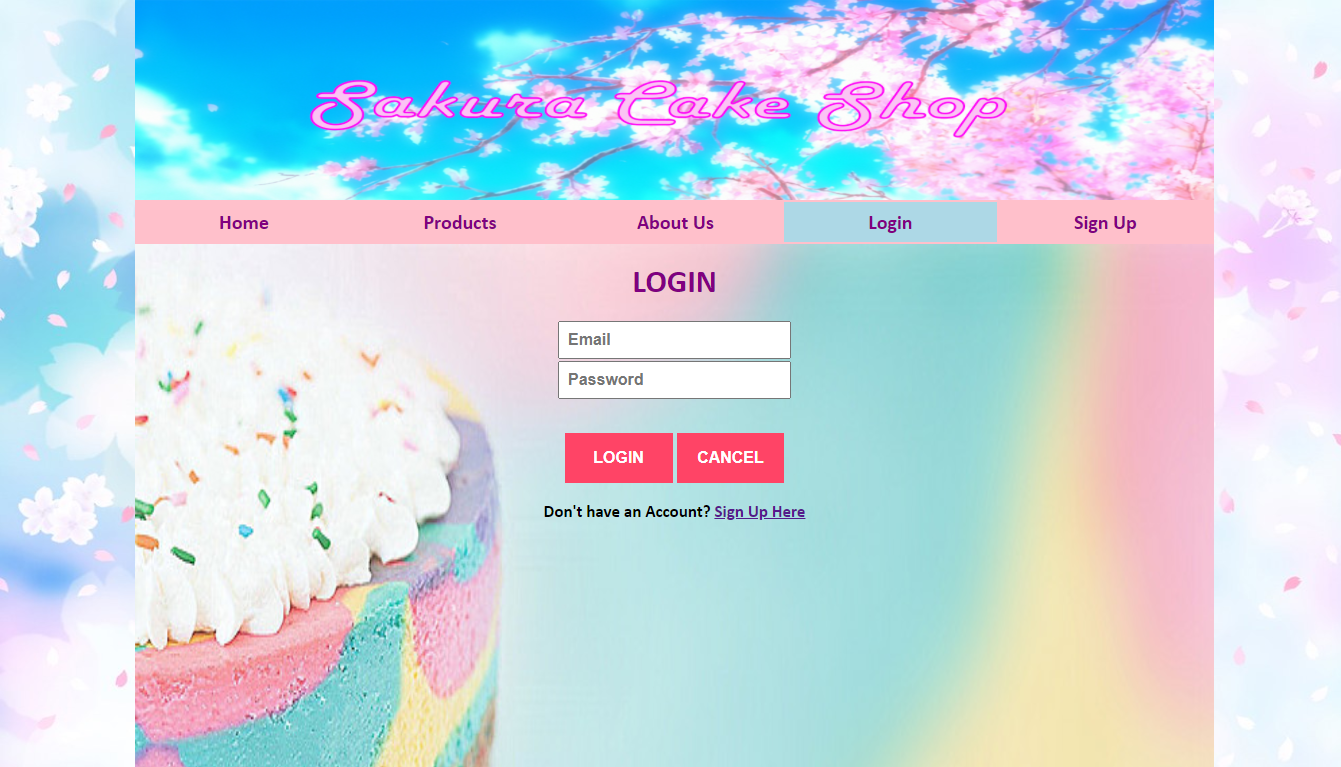 Sakura Cake Shop
Home Products About Us Login Sign Up
LOGIN
Email
Password
LOGIN CANCEL
Don't have an Account? Sign Up Here